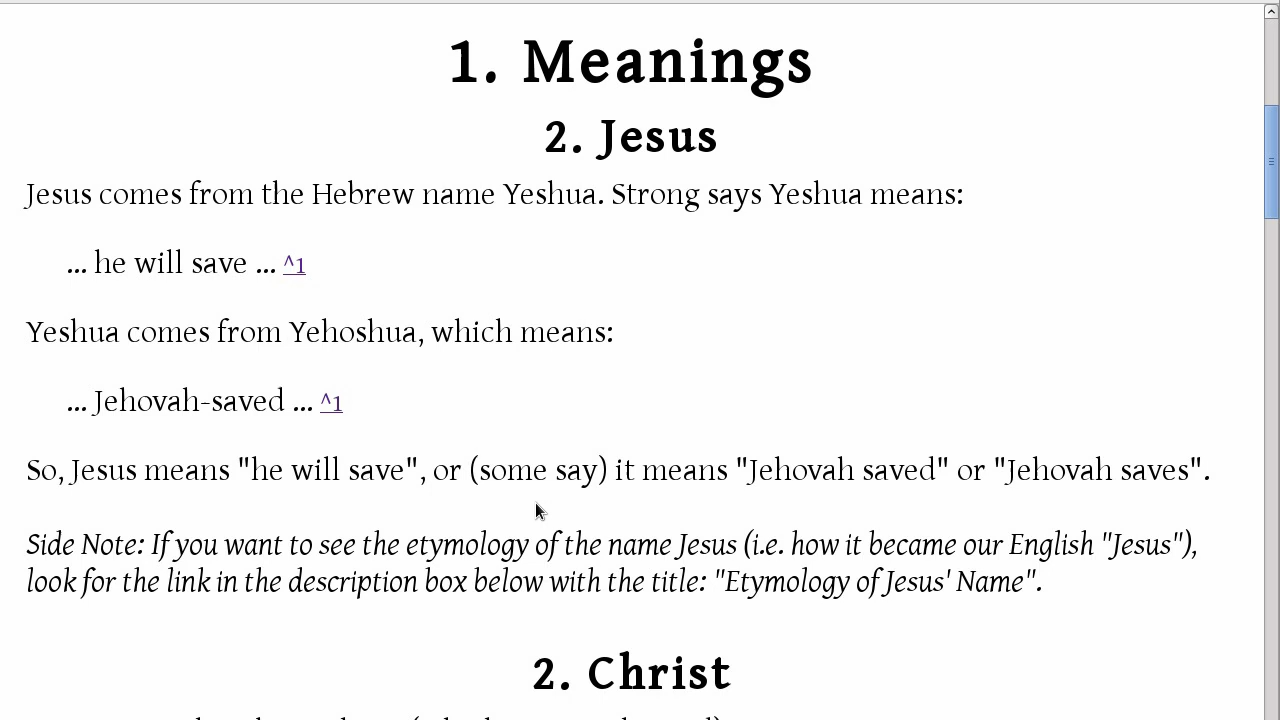 1. Meanings
2. Jesus
Jesus comes from the Hebrew name Yeshua. Strong says Yeshua means:
... he will save ... ^1
Yeshua comes from Yehoshua, which means:
... Jehovah-saved ... ^1
So, Jesus means "he will save", or (some say) it means "Jehovah saved" or "Jehovah saves".
Side Note: If you want to see the etymology of the name Jesus (i.e. how it became our English "Jesus"),
look for the link in the description box below with the title: "Etymology of Jesus' Name".
2. Christ